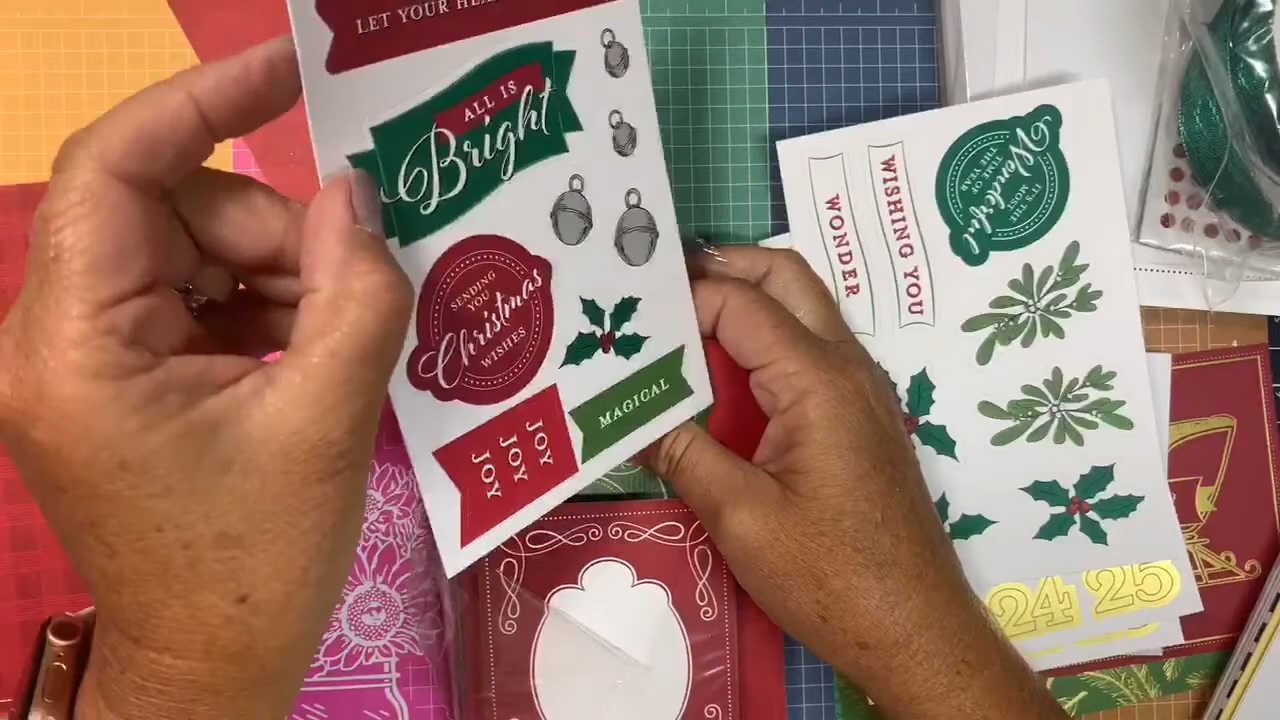 LET YOUR HEA
ALL IS
Bright
SENDING
YOU
Christmas
WISHES
MAGICAL
JOY
JOY
JOY
WONDER
WISHING YOU
IT'S THE
MOST
Wonderful
TIME OF
THE YEAR
24 25